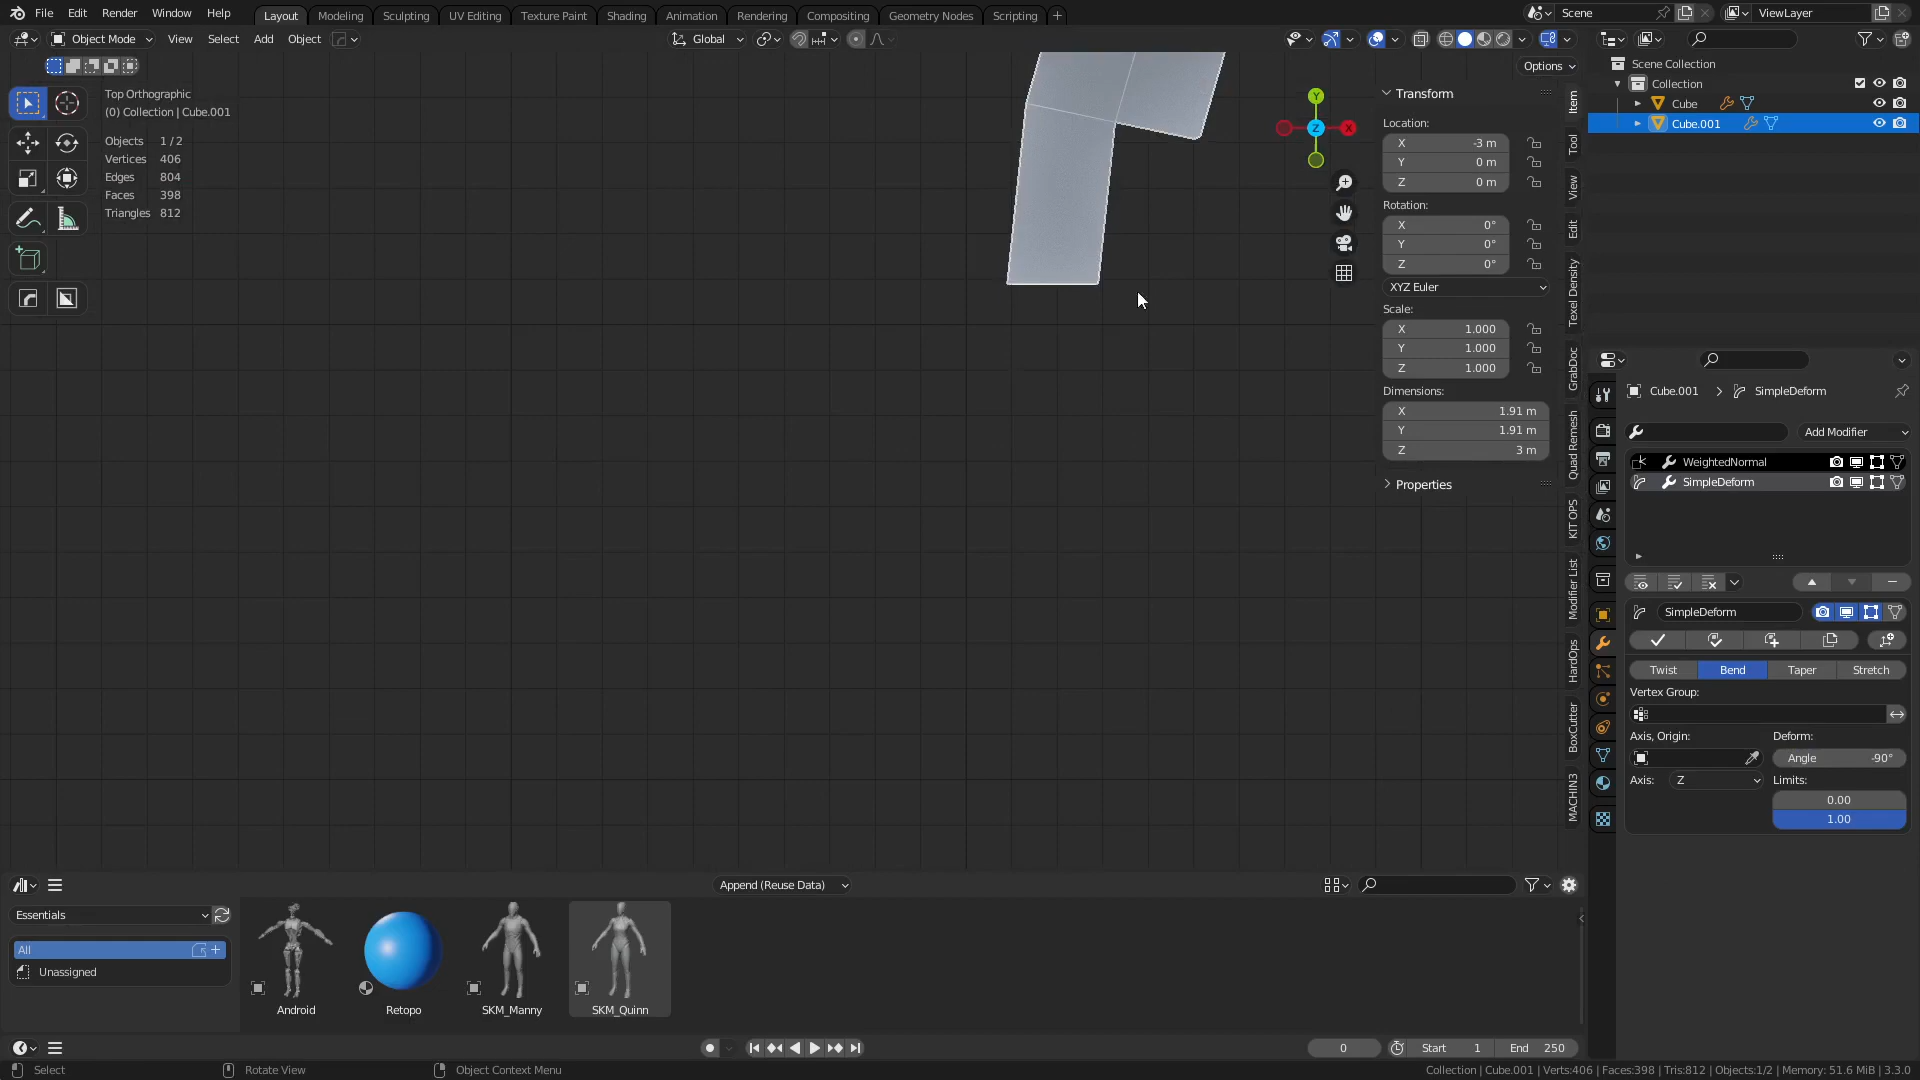 File Edit Render Window Help Layout Modeling Sculpting UV Editing Texture Paint Shading Animation Rendering Compositing Geometry Nodes Scripting + Scene ViewLayer
Object Mode View Select Add Object Global
Options
Top Orthographic
(0) Collection | Cube.001
Objects 1/2
Vertices 406
Edges 804
Faces 398
Triangles 812
Y
Z
X
Transform
Location:
X -3 m
Y 0 m
Z 0 m
Rotation:
X 0°
Y 0°
Z 0°
XYZ Euler
Scale:
X 1.000
Y 1.000
Z 1.000
Dimensions:
X 1.91 m
Y 1.91 m
Z 3 m
Properties
Item
Tool
View
Edit
Texel Density
GrabDoc
Quad Remesh
KIT OPS
Modifier List
HardOps
BoxCutter
MACHIN3
Scene Collection
Collection
Cube
Cube.001
Cube.001 > SimpleDeform
Add Modifier
WeightedNormal
SimpleDeform
SimpleDeform
Twist Bend Taper Stretch
Vertex Group:
Axis, Origin: Deform:
Angle -90°
Axis: Z Limits:
0.00
1.00
Append (Reuse Data)
Essentials
All
Unassigned
Android Retopo SKM_Manny SKM_Quinn
0 Start 1 End 250
Select Rotate View Object Context Menu Collection | Cube.001 | Verts:406 | Faces:398 | Tris:812 | Objects:1/2 | Memory: 51.6 MiB | 3.3.0